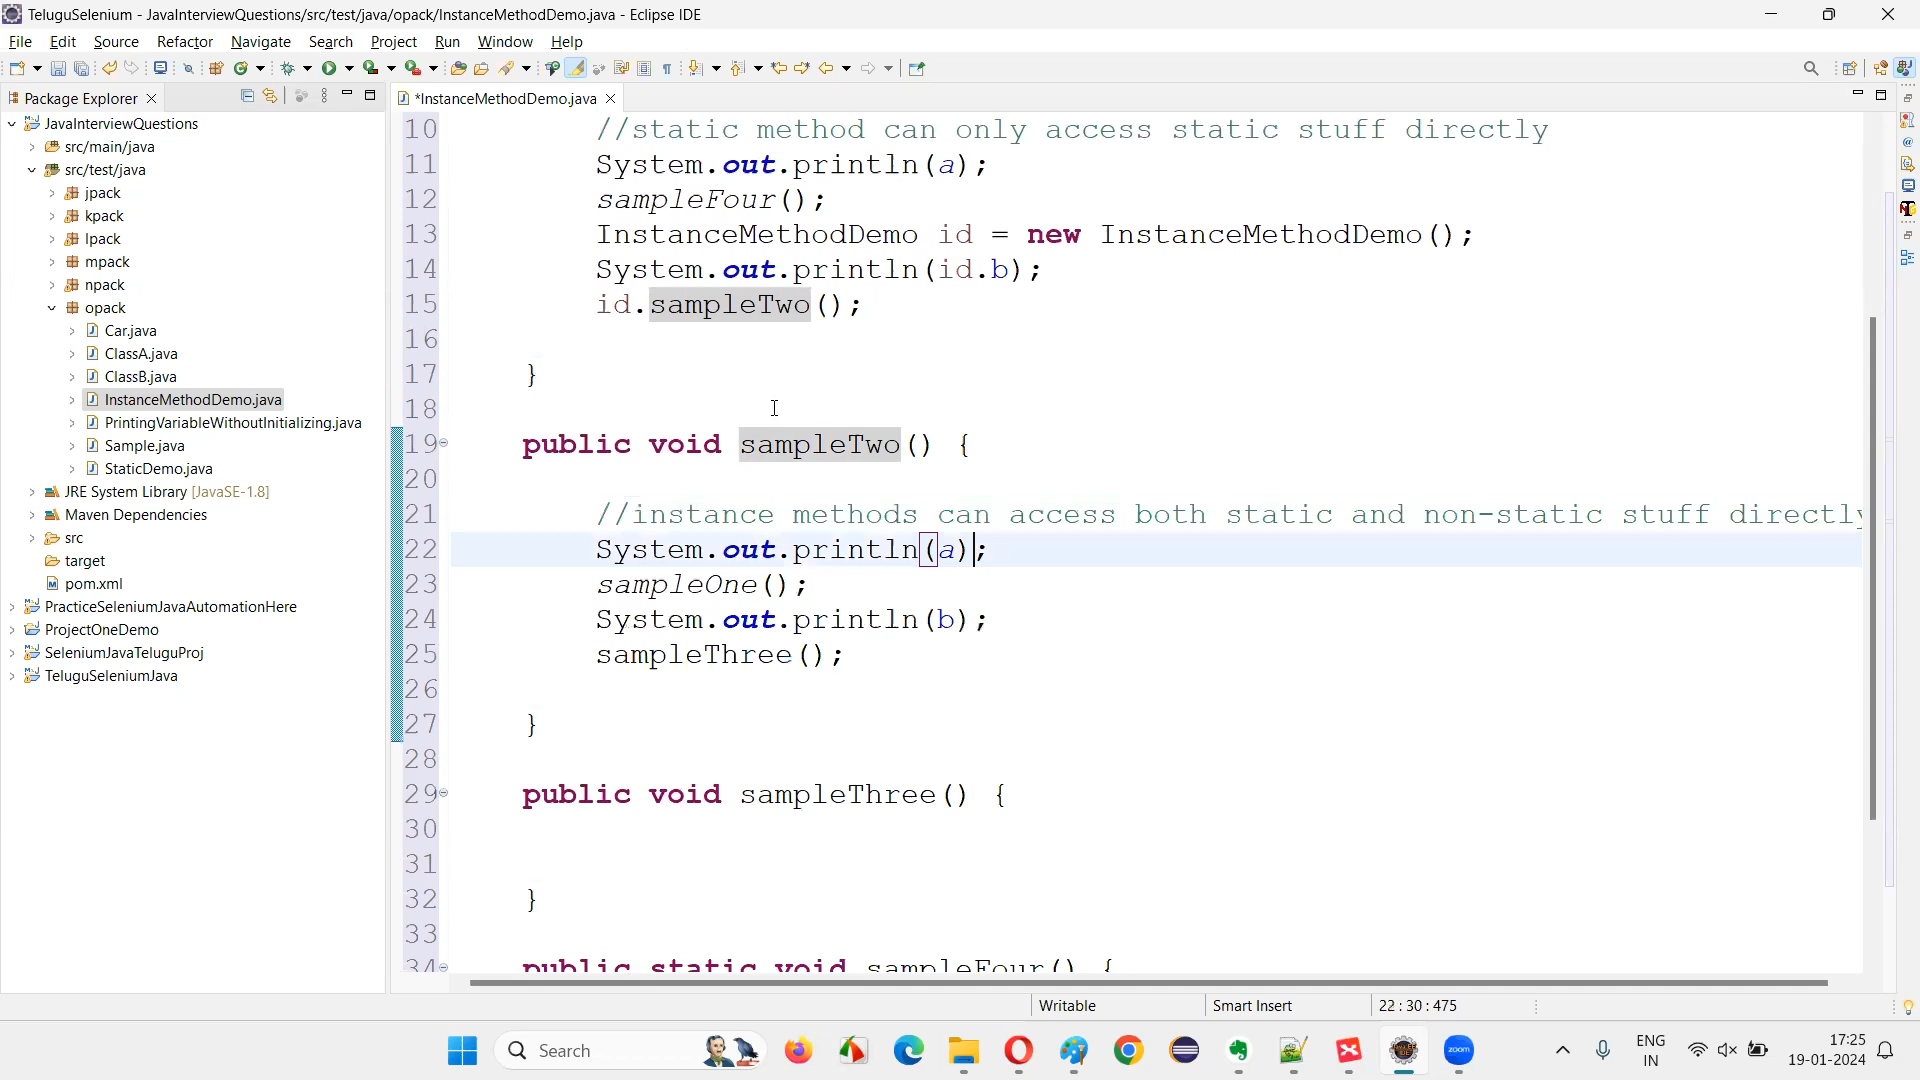 TeluguSelenium - JavaInterviewQuestions/src/test/java/opack/InstanceMethodDemo.java - Eclipse IDE
File Edit Source Refactor Navigate Search Project Run Window Help
Package Explorer
*InstanceMethodDemo.java
JavaInterviewQuestions
src/main/java
src/test/java
jpack
kpack
lpack
mpack
npack
opack
Car.java
ClassA.java
ClassB.java
InstanceMethodDemo.java
PrintingVariableWithoutInitializing.java
Sample.java
StaticDemo.java
JRE System Library [JavaSE-1.8]
Maven Dependencies
src
target
pom.xml
PracticeSeleniumJavaAutomationHere
ProjectOneDemo
SeleniumJavaTeluguProj
TeluguSeleniumJava
10 //static method can only access static stuff directly
11 System.out.println(a);
12 sampleFour();
13 InstanceMethodDemo id = new InstanceMethodDemo();
14 System.out.println(id.b);
15 id.sampleTwo();
16
17 }
18
19 public void sampleTwo() {
20
21 //instance methods can access both static and non-static stuff directly
22 System.out.println(a);
23 sampleOne();
24 System.out.println(b);
25 sampleThree();
26
27 }
28
29 public void sampleThree() {
30
31
32 }
33
34 public static void sampleFour() {
Writable Smart Insert 22 : 30 : 475
Search
zoom
ENG
IN
17:25
19-01-2024